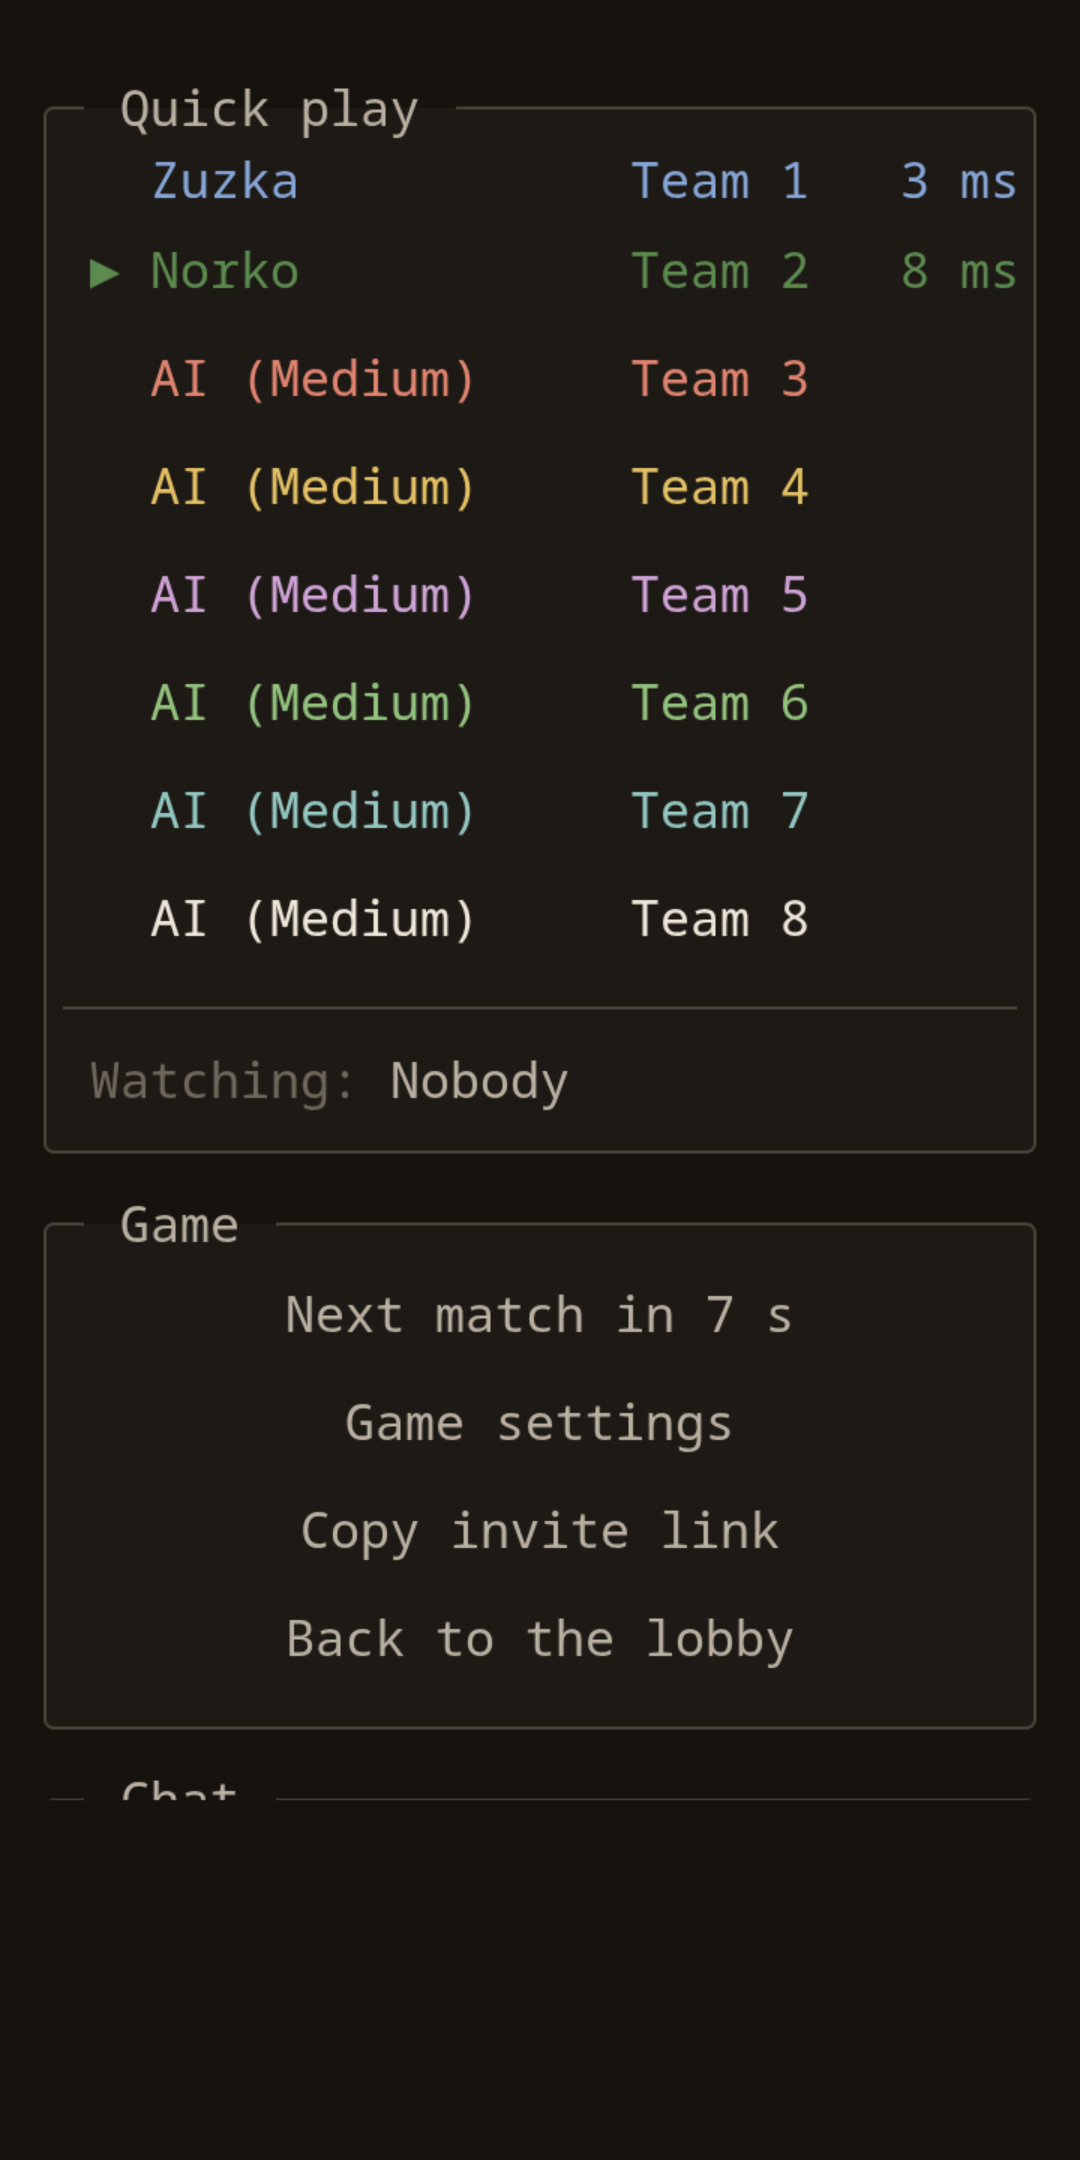 Quick play
Zuzka Team 1 3 ms
▶ Norko Team 2 8 ms
AI (Medium) Team 3
AI (Medium) Team 4
AI (Medium) Team 5
AI (Medium) Team 6
AI (Medium) Team 7
AI (Medium) Team 8
Watching: Nobody
Game
Next match in 7 s
Game settings
Copy invite link
Back to the lobby
Chat